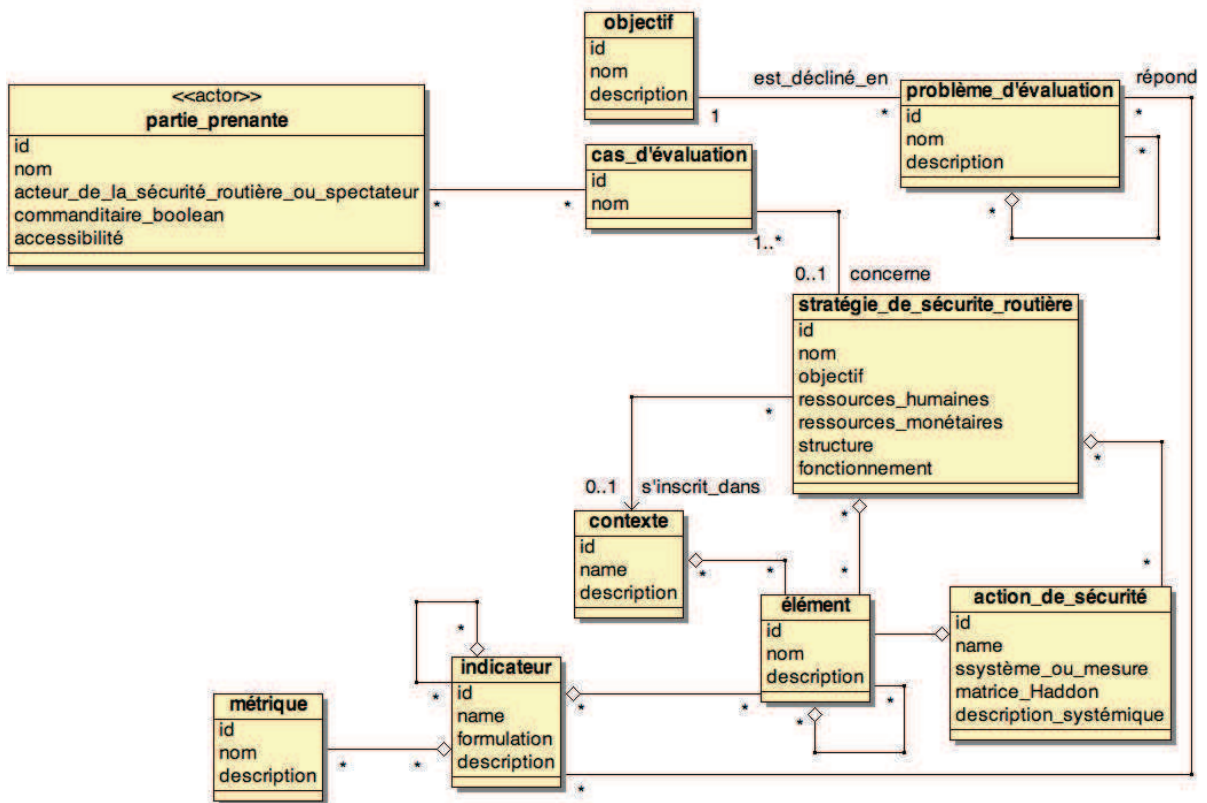 objectif
id
nom
description
est_décliné_en
1
*
problème_d'évaluation
id
nom
description
répond
*
*
*
<<actor>>
partie_prenante
id
nom
acteur_de_la_sécurité_routière_ou_spectateur
commanditaire_boolean
accessibilité
*
*
cas_d'évaluation
id
nom
1..*
0..1 concerne
stratégie_de_sécurite_routière
id
nom
objectif
ressources_humaines
ressources_monétaires
structure
fonctionnement
*
*
*
0..1 s'inscrit_dans
contexte
id
name
description
*
*
*
*
élément
id
nom
description
*
*
action_de_sécurité
id
name
ssystème_ou_mesure
matrice_Haddon
description_systémique
*
*
indicateur
id
name
formulation
description
*
*
*
métrique
id
nom
description
*
*